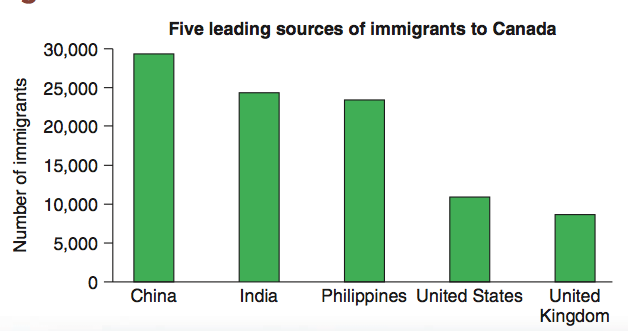 Five leading sources of immigrants to Canada
Number of immigrants
30,000
25,000
20,000
15,000
10,000
5,000
0
China
India
Philippines
United States
United
Kingdom